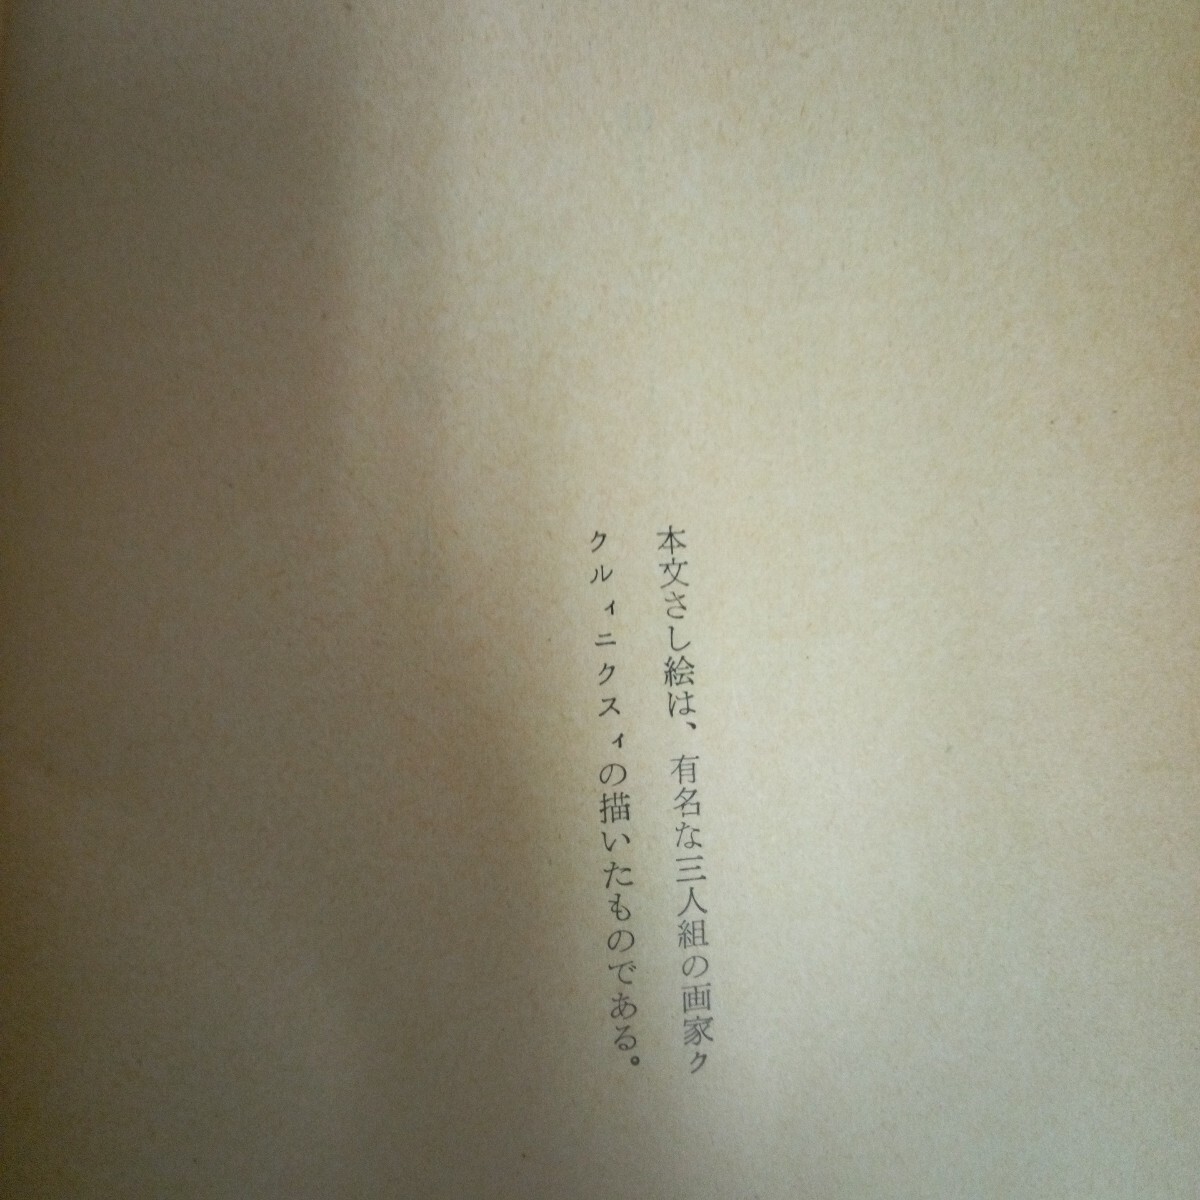 本文さし絵は、有名な三人組の画家ク
クルィニクスィの描いたものである。